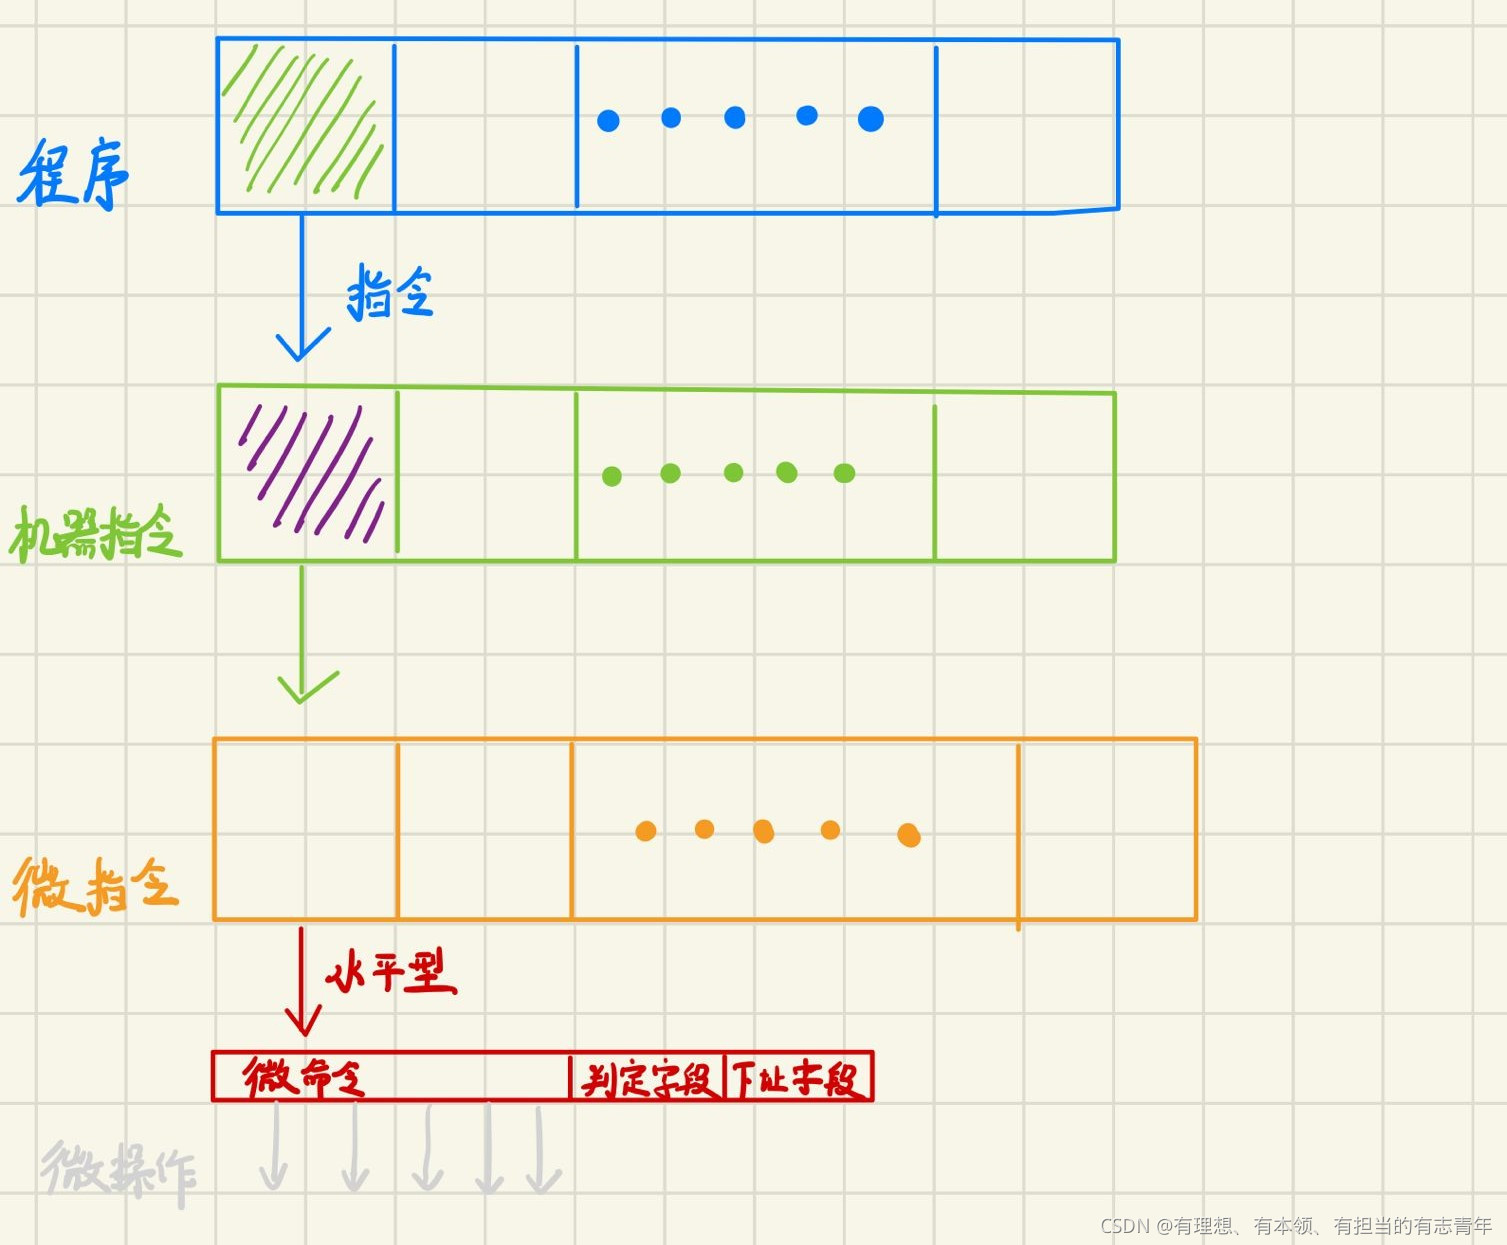 程序
指令
机器指令
微指令
水平型
微命令 判定字段 下址字段
微操作
CSDN @有理想、有本领、有担当的有志青年